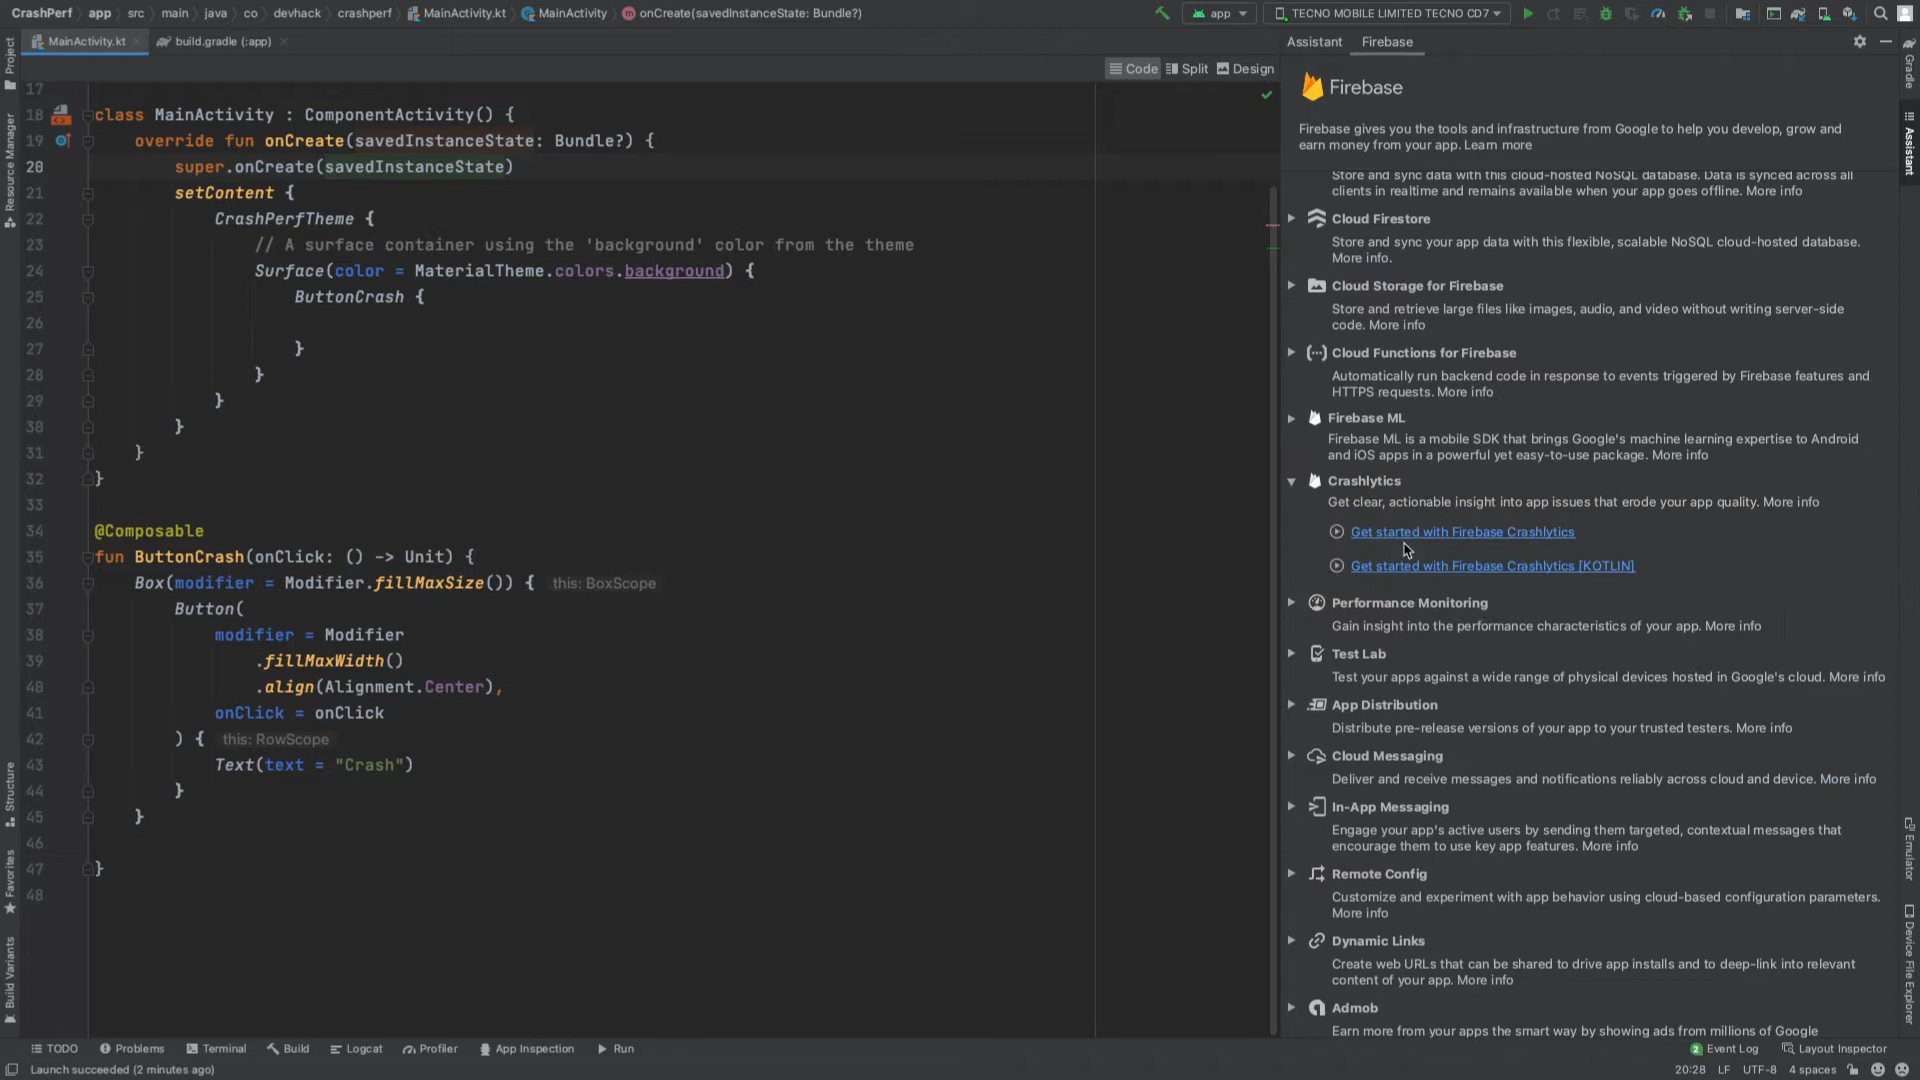 CrashPerf app src main java co devhack crashperf MainActivity.kt MainActivity onCreate(savedInstanceState: Bundle?)
app TECNO MOBILE LIMITED TECNO CD7
MainActivity.kt build.gradle (:app)
Code Split Design
17
18 class MainActivity : ComponentActivity() {
19 override fun onCreate(savedInstanceState: Bundle?) {
20 super.onCreate(savedInstanceState)
21 setContent {
22 CrashPerfTheme {
23 // A surface container using the 'background' color from the theme
24 Surface(color = MaterialTheme.colors.background) {
25 ButtonCrash {
26
27 }
28 }
29 }
30 }
31 }
32 }
33
34 @Composable
35 fun ButtonCrash(onClick: () -> Unit) {
36 Box(modifier = Modifier.fillMaxSize()) { this: BoxScope
37 Button(
38 modifier = Modifier
39 .fillMaxWidth()
40 .align(Alignment.Center),
41 onClick = onClick
42 ) { this: RowScope
43 Text(text = "Crash")
44 }
45 }
46
47 }
48
Assistant Firebase
Firebase
Firebase gives you the tools and infrastructure from Google to help you develop, grow and
earn money from your app. Learn more
Store and sync data with this cloud-hosted NoSQL database. Data is synced across all
clients in realtime and remains available when your app goes offline. More info
Cloud Firestore
Store and sync your app data with this flexible, scalable NoSQL cloud-hosted database.
More info.
Cloud Storage for Firebase
Store and retrieve large files like images, audio, and video without writing server-side
code. More info
Cloud Functions for Firebase
Automatically run backend code in response to events triggered by Firebase features and
HTTPS requests. More info
Firebase ML
Firebase ML is a mobile SDK that brings Google's machine learning expertise to Android
and iOS apps in a powerful yet easy-to-use package. More info
Crashlytics
Get clear, actionable insight into app issues that erode your app quality. More info
Get started with Firebase Crashlytics
Get started with Firebase Crashlytics [KOTLIN]
Performance Monitoring
Gain insight into the performance characteristics of your app. More info
Test Lab
Test your apps against a wide range of physical devices hosted in Google's cloud. More info
App Distribution
Distribute pre-release versions of your app to your trusted testers. More info
Cloud Messaging
Deliver and receive messages and notifications reliably across cloud and device. More info
In-App Messaging
Engage your app's active users by sending them targeted, contextual messages that
encourage them to use key app features. More info
Remote Config
Customize and experiment with app behavior using cloud-based configuration parameters.
More info
Dynamic Links
Create web URLs that can be shared to drive app installs and to deep-link into relevant
content of your app. More info
Admob
Earn more from your apps the smart way by showing ads from millions of Google
Project
Resource Manager
Structure
Favorites
Build Variants
Gradle
Assistant
Emulator
Device File Explorer
TODO Problems Terminal Build Logcat Profiler App Inspection Run
2 Event Log Layout Inspector
Launch succeeded (2 minutes ago)
20:28 LF UTF-8 4 spaces